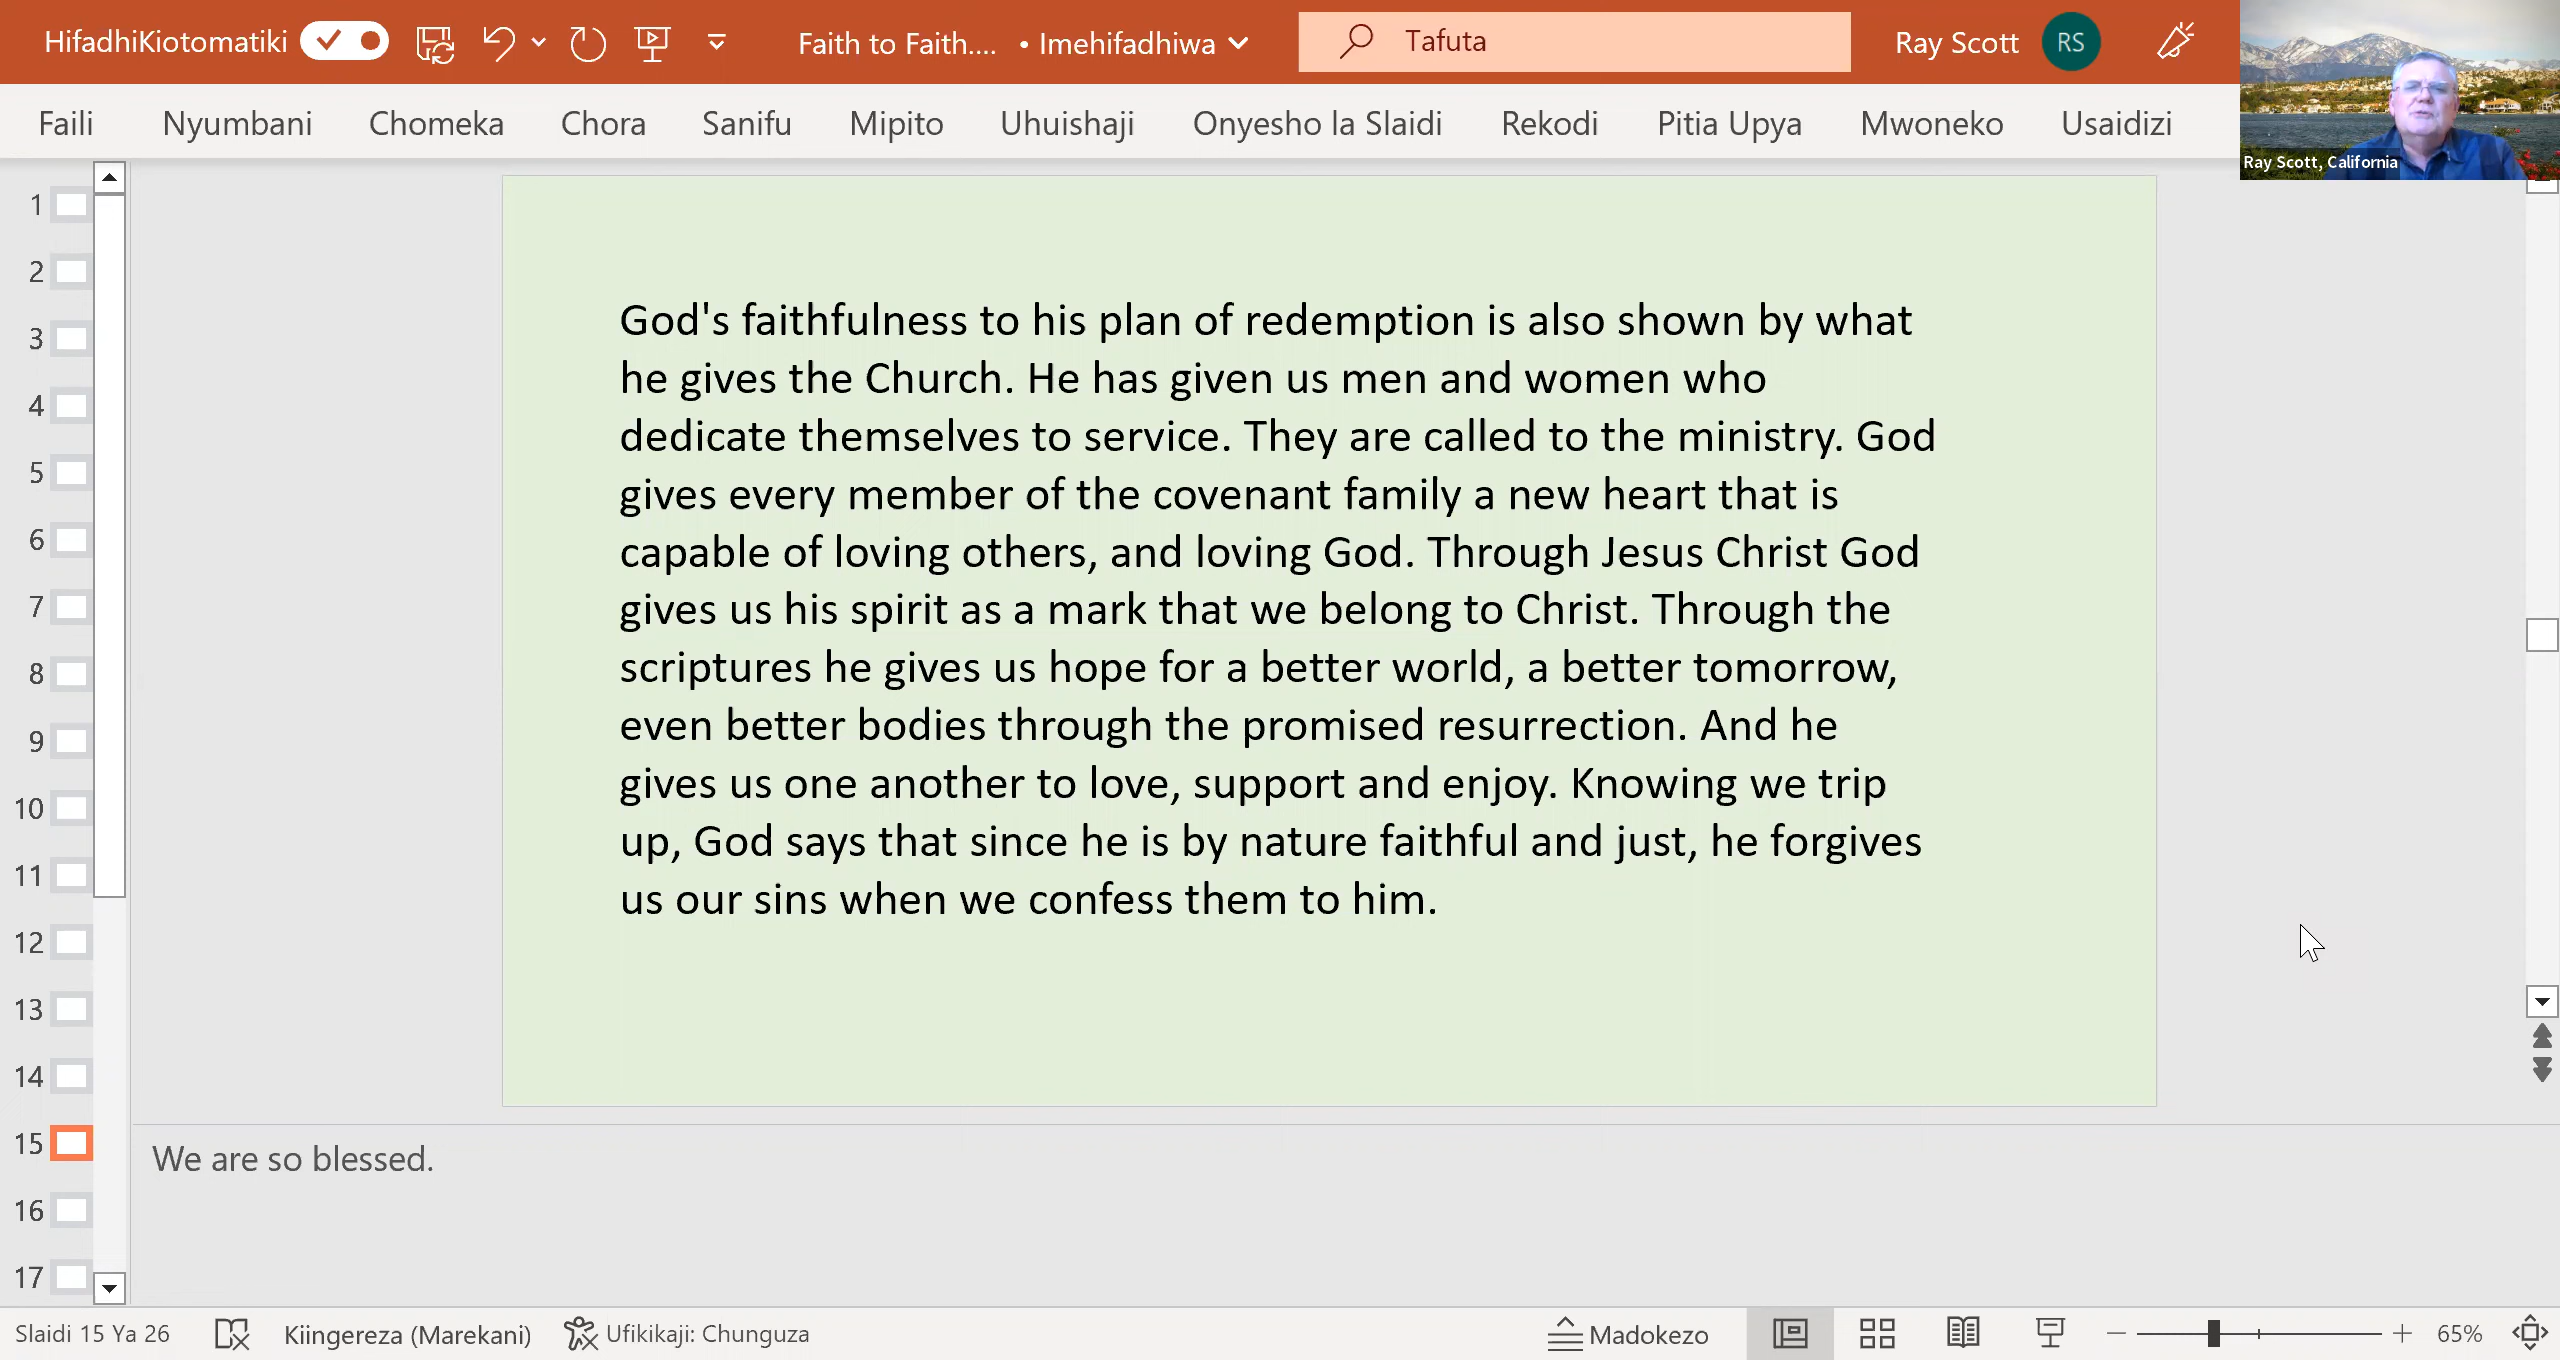 HifadhiKiotomatiki
Faith to Faith.... • Imehifadhiwa
Tafuta
Ray Scott RS
Faili Nyumbani Chomeka Chora Sanifu Mipito Uhuishaji Onyesho la Slaidi Rekodi Pitia Upya Mwoneko Usaidizi
Ray Scott, California
1
2
3
4
5
6
7
8
9
10
11
12
13
14
15
16
17
God's faithfulness to his plan of redemption is also shown by what
he gives the Church. He has given us men and women who
dedicate themselves to service. They are called to the ministry. God
gives every member of the covenant family a new heart that is
capable of loving others, and loving God. Through Jesus Christ God
gives us his spirit as a mark that we belong to Christ. Through the
scriptures he gives us hope for a better world, a better tomorrow,
even better bodies through the promised resurrection. And he
gives us one another to love, support and enjoy. Knowing we trip
up, God says that since he is by nature faithful and just, he forgives
us our sins when we confess them to him.
We are so blessed.
Slaidi 15 Ya 26 Kiingereza (Marekani) Ufikikaji: Chunguza Madokezo 65%